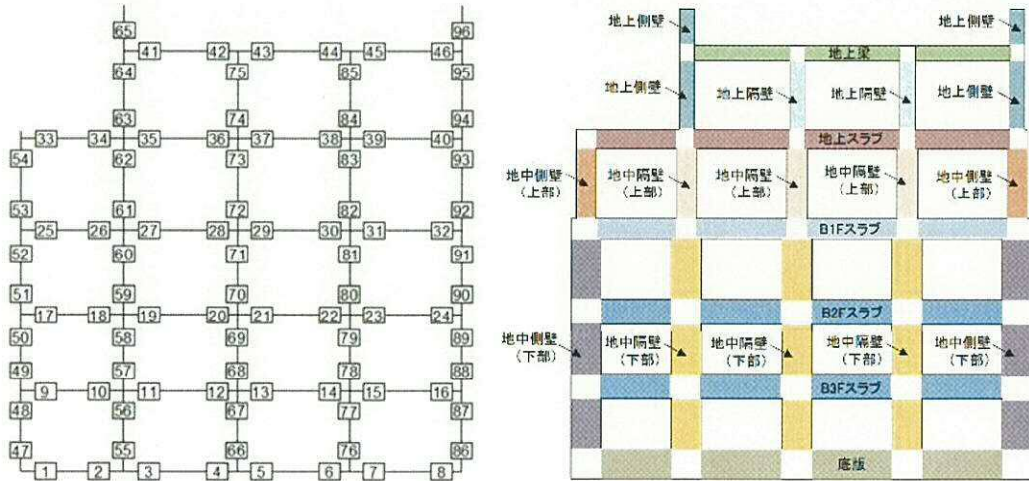 65 96
41 42 43 44 45 46
64 75 85 95
63 74 84 94
33 34 35 36 37 38 39 40
54 62 73 83 93
53 61 72 82 92
25 26 27 28 29 30 31 32
52 60 71 81 91
51 59 70 80 90
17 18 19 20 21 22 23 24
50 58 69 79 89
49 57 68 78 88
9 10 11 12 13 14 15 16
48 56 67 77 87
47 55 66 76 86
1 2 3 4 5 6 7 8
地上側壁 地上側壁
地上梁
地上側壁 地上隔壁 地上隔壁 地上側壁
地上スラブ
地中側壁
(上部)
地中隔壁
(上部)
地中隔壁
(上部)
地中隔壁
(上部)
地中側壁
(上部)
B1Fスラブ
B2Fスラブ
地中側壁
(下部)
地中隔壁
(下部)
地中隔壁
(下部)
地中隔壁
(下部)
地中側壁
(下部)
B3Fスラブ
底版